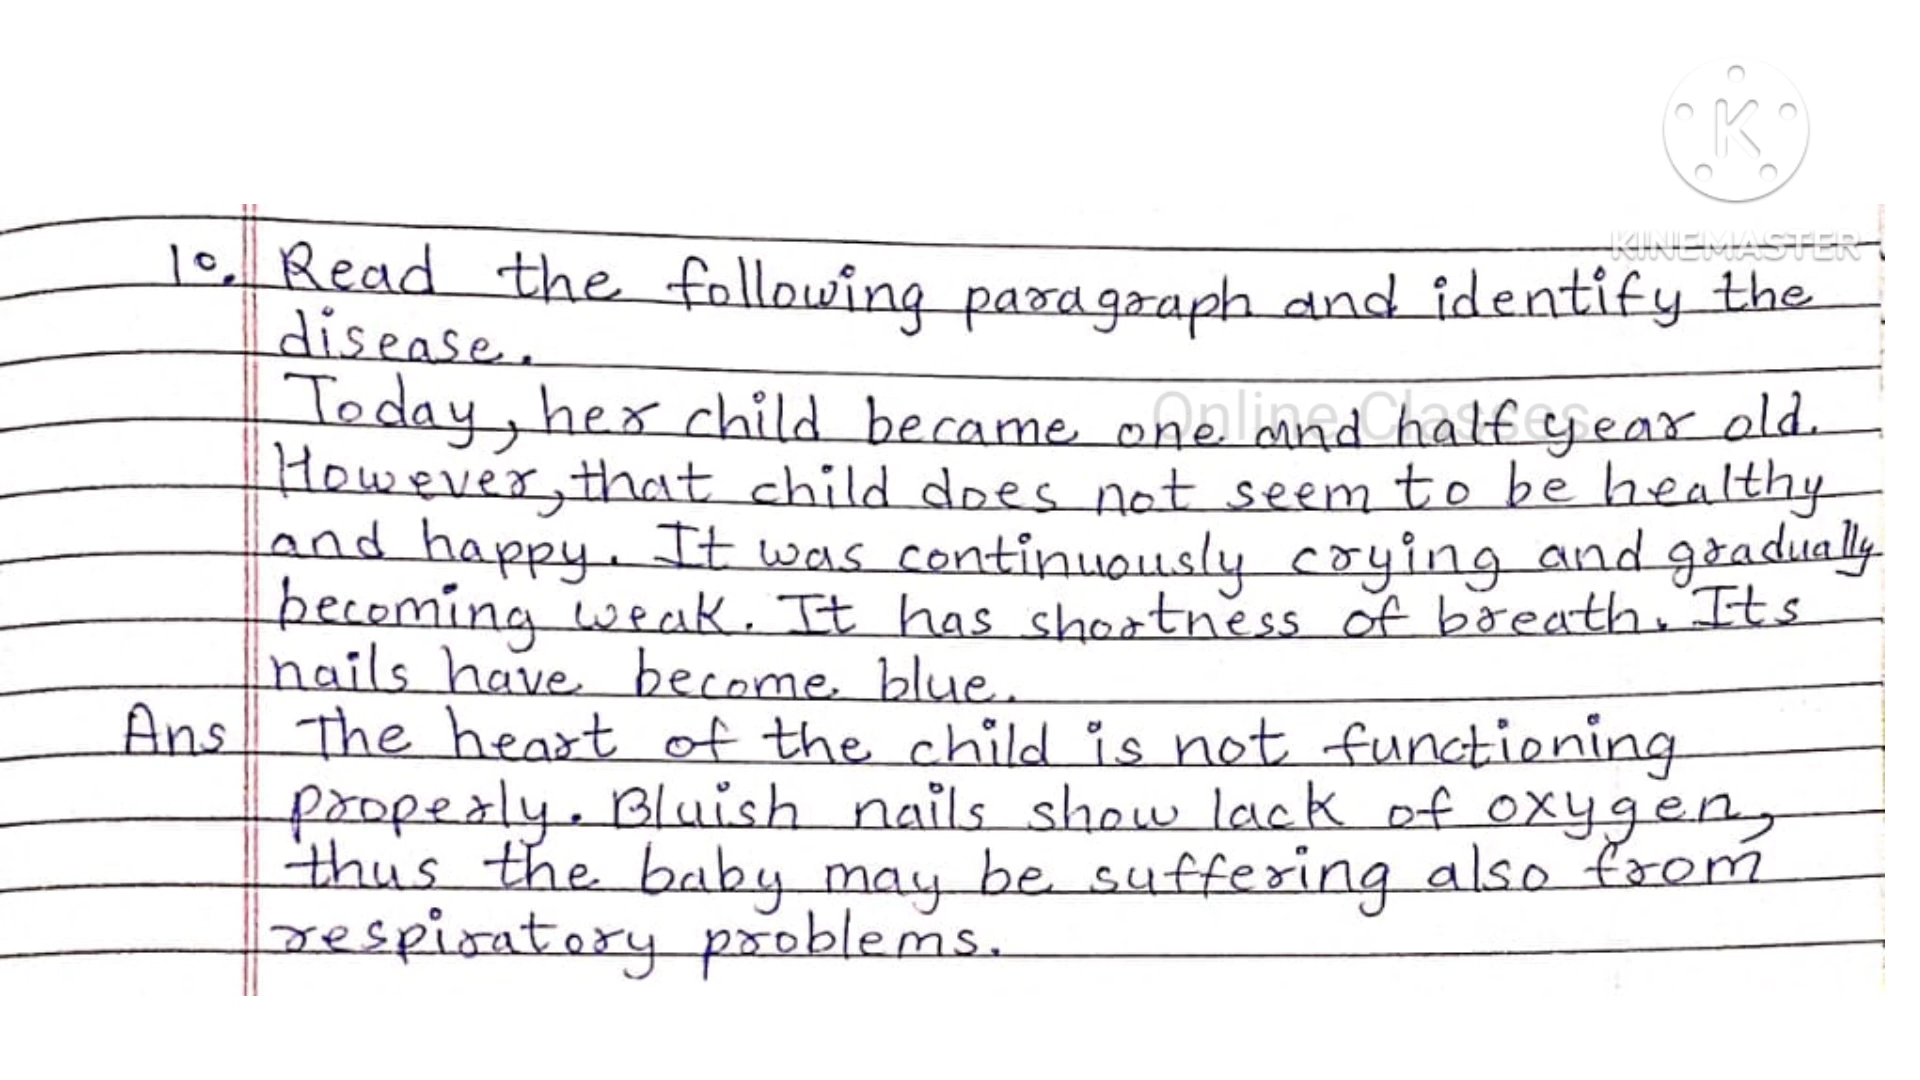 K
KINEMASTER
10. Read the following paragraph and identify the
disease.
Online Classes
Today, her child became one and half year old.
However, that child does not seem to be healthy
and happy. It was continuously crying and gradually
becoming weak. It has shortness of breath. Its
nails have become blue.
Ans The heart of the child is not functioning
properly. Bluish nails show lack of oxygen,
thus the baby may be suffering also from
respiratory problems.